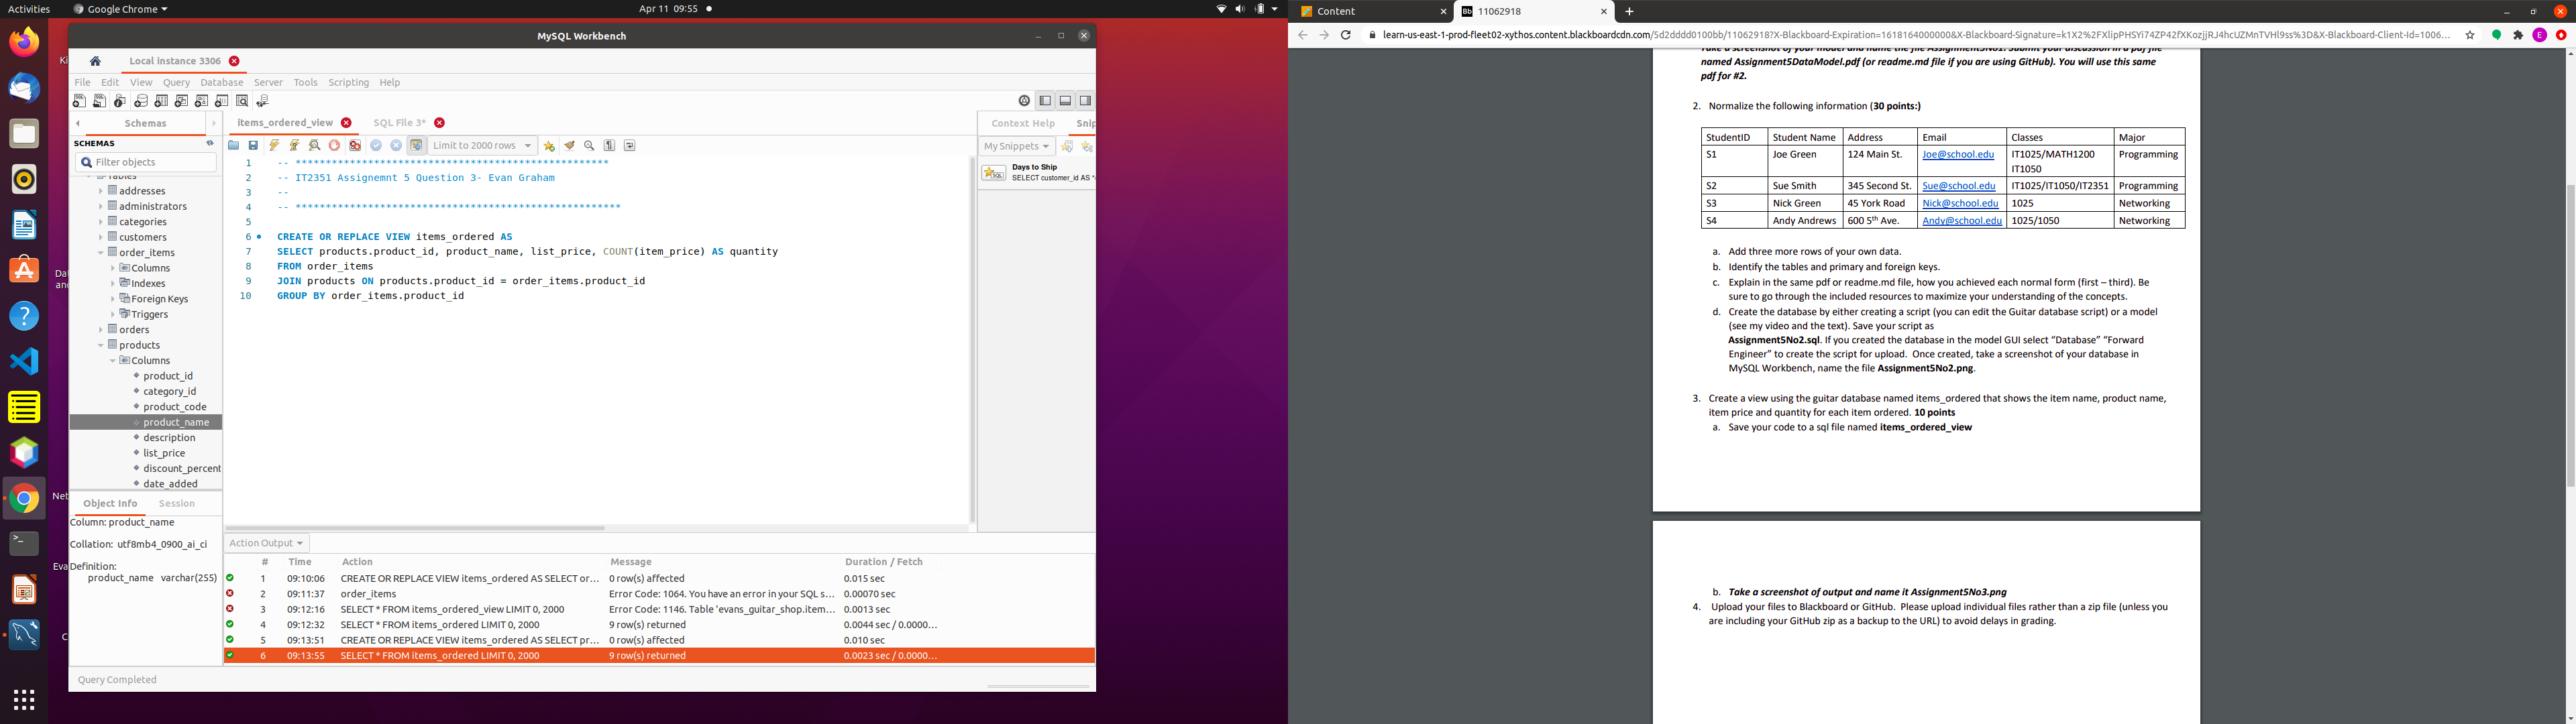 Activities
Google Chrome
Apr 11 09:55
MySQL Workbench
Local instance 3306
File Edit View Query Database Server Tools Scripting Help
Schemas
SCHEMAS
Filter objects
Tables
addresses
administrators
categories
customers
order_items
Columns
Indexes
Foreign Keys
Triggers
orders
products
Columns
product_id
category_id
product_code
product_name
description
list_price
discount_percent
date_added
Object Info Session
Column: product_name
Collation: utf8mb4_0900_ai_ci
Definition:
product_name varchar(255)
items_ordered_view
SQL File 3*
Limit to 2000 rows
1 -- ****************************************************
2 -- IT2351 Assignemnt 5 Question 3- Evan Graham
3 --
4 -- ******************************************************
5
6 CREATE OR REPLACE VIEW items_ordered AS
7 SELECT products.product_id, product_name, list_price, COUNT(item_price) AS quantity
8 FROM order_items
9 JOIN products ON products.product_id = order_items.product_id
10 GROUP BY order_items.product_id
Context Help Snip
My Snippets
Days to Ship
SELECT customer_id AS
Action Output
# Time Action Message Duration / Fetch
1 09:10:06 CREATE OR REPLACE VIEW items_ordered AS SELECT or... 0 row(s) affected 0.015 sec
2 09:11:37 order_items Error Code: 1064. You have an error in your SQL s... 0.00070 sec
3 09:12:16 SELECT * FROM items_ordered_view LIMIT 0, 2000 Error Code: 1146. Table 'evans_guitar_shop.item... 0.0013 sec
4 09:12:32 SELECT * FROM items_ordered LIMIT 0, 2000 9 row(s) returned 0.0044 sec / 0.0000...
5 09:13:51 CREATE OR REPLACE VIEW items_ordered AS SELECT pr... 0 row(s) affected 0.010 sec
6 09:13:55 SELECT * FROM items_ordered LIMIT 0, 2000 9 row(s) returned 0.0023 sec / 0.0000...
Query Completed
Content
Bb 11062918
learn-us-east-1-prod-fleet02-xythos.content.blackboardcdn.com/5d2dddd0100bb/11062918?X-Blackboard-Expiration=1618164000000&X-Blackboard-Signature=k1X2%2FXlipPHSYi74ZP42fXKozjjRJ4hcUZMnTVHl9ss%3D&X-Blackboard-Client-Id=1006...
Take a screenshot of your model and name the file Assignment5No1. Submit your discussion in a pdf file
named Assignment5DataModel.pdf (or readme.md file if you are using GitHub). You will use this same
pdf for #2.
2. Normalize the following information (30 points:)
StudentID Student Name Address Email Classes Major
S1 Joe Green 124 Main St. Joe@school.edu IT1025/MATH1200 Programming
IT1050
S2 Sue Smith 345 Second St. Sue@school.edu IT1025/IT1050/IT2351 Programming
S3 Nick Green 45 York Road Nick@school.edu 1025 Networking
S4 Andy Andrews 600 5th Ave. Andy@school.edu 1025/1050 Networking
a. Add three more rows of your own data.
b. Identify the tables and primary and foreign keys.
c. Explain in the same pdf or readme.md file, how you achieved each normal form (first – third). Be
sure to go through the included resources to maximize your understanding of the concepts.
d. Create the database by either creating a script (you can edit the Guitar database script) or a model
(see my video and the text). Save your script as
Assignment5No2.sql. If you created the database in the model GUI select “Database” “Forward
Engineer” to create the script for upload. Once created, take a screenshot of your database in
MySQL Workbench, name the file Assignment5No2.png.
3. Create a view using the guitar database named items_ordered that shows the item name, product name,
item price and quantity for each item ordered. 10 points
a. Save your code to a sql file named items_ordered_view
b. Take a screenshot of output and name it Assignment5No3.png
4. Upload your files to Blackboard or GitHub. Please upload individual files rather than a zip file (unless you
are including your GitHub zip as a backup to the URL) to avoid delays in grading.